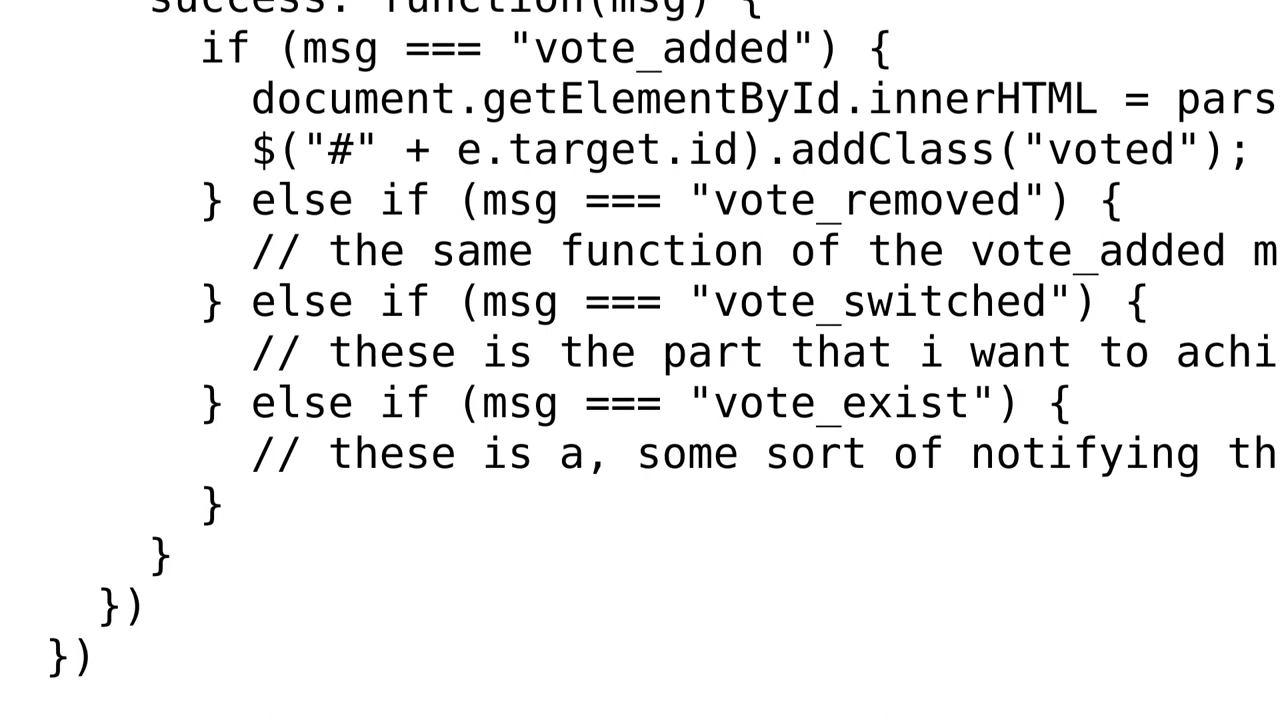 success: function(msg) {
if (msg === "vote_added") {
document.getElementById.innerHTML = pars
$("#" + e.target.id).addClass("voted");
} else if (msg === "vote_removed") {
// the same function of the vote_added m
} else if (msg === "vote_switched") {
// these is the part that i want to achi
} else if (msg === "vote_exist") {
// these is a, some sort of notifying th
}
}
})
})